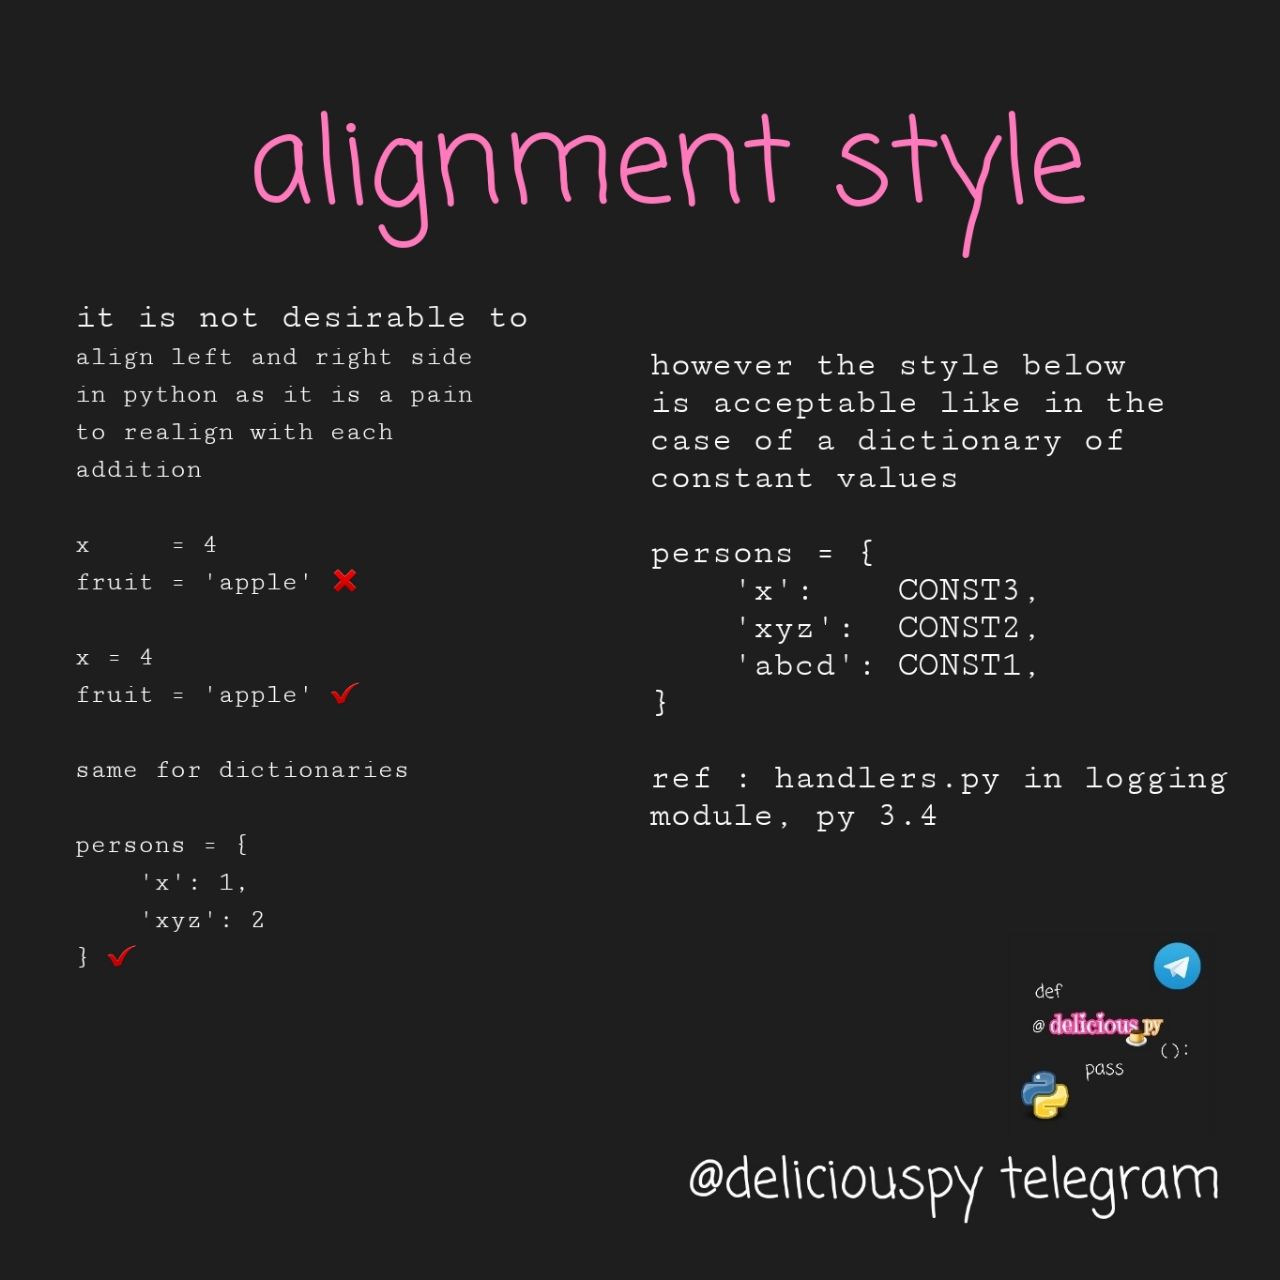 alignment style
it is not desirable to
align left and right side
in python as it is a pain
to realign with each
addition
x     = 4
fruit = 'apple' ❌
x = 4
fruit = 'apple' ✔
same for dictionaries
persons = {
    'x': 1,
    'xyz': 2
} ✔
however the style below
is acceptable like in the
case of a dictionary of
constant values
persons = {
    'x':    CONST3,
    'xyz':  CONST2,
    'abcd': CONST1,
}
ref : handlers.py in logging
module, py 3.4
def
@deliciouspy
():
pass
@deliciouspy telegram